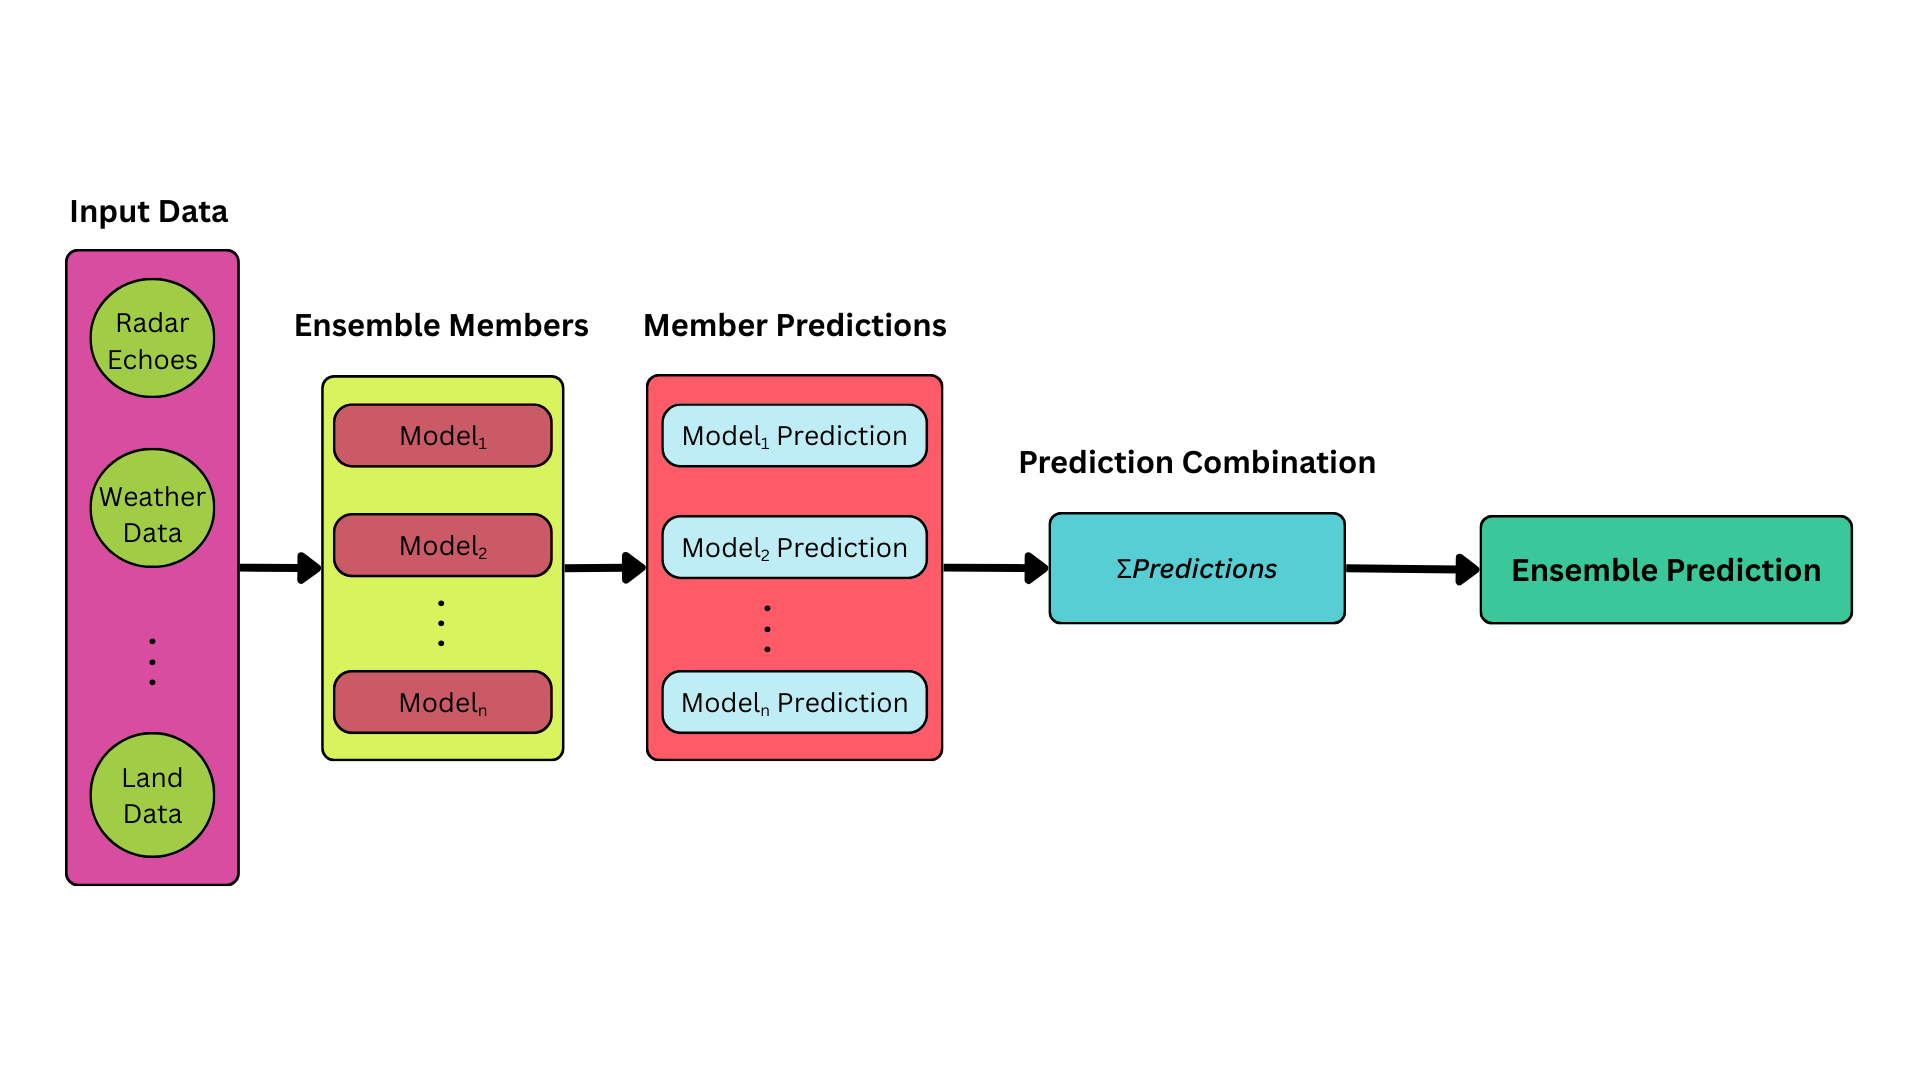 Input Data
Radar
Echoes
Weather
Data
Land
Data
Ensemble Members
Model₁
Model₂
Modelₙ
Member Predictions
Model₁ Prediction
Model₂ Prediction
Modelₙ Prediction
Prediction Combination
ΣPredictions
Ensemble Prediction